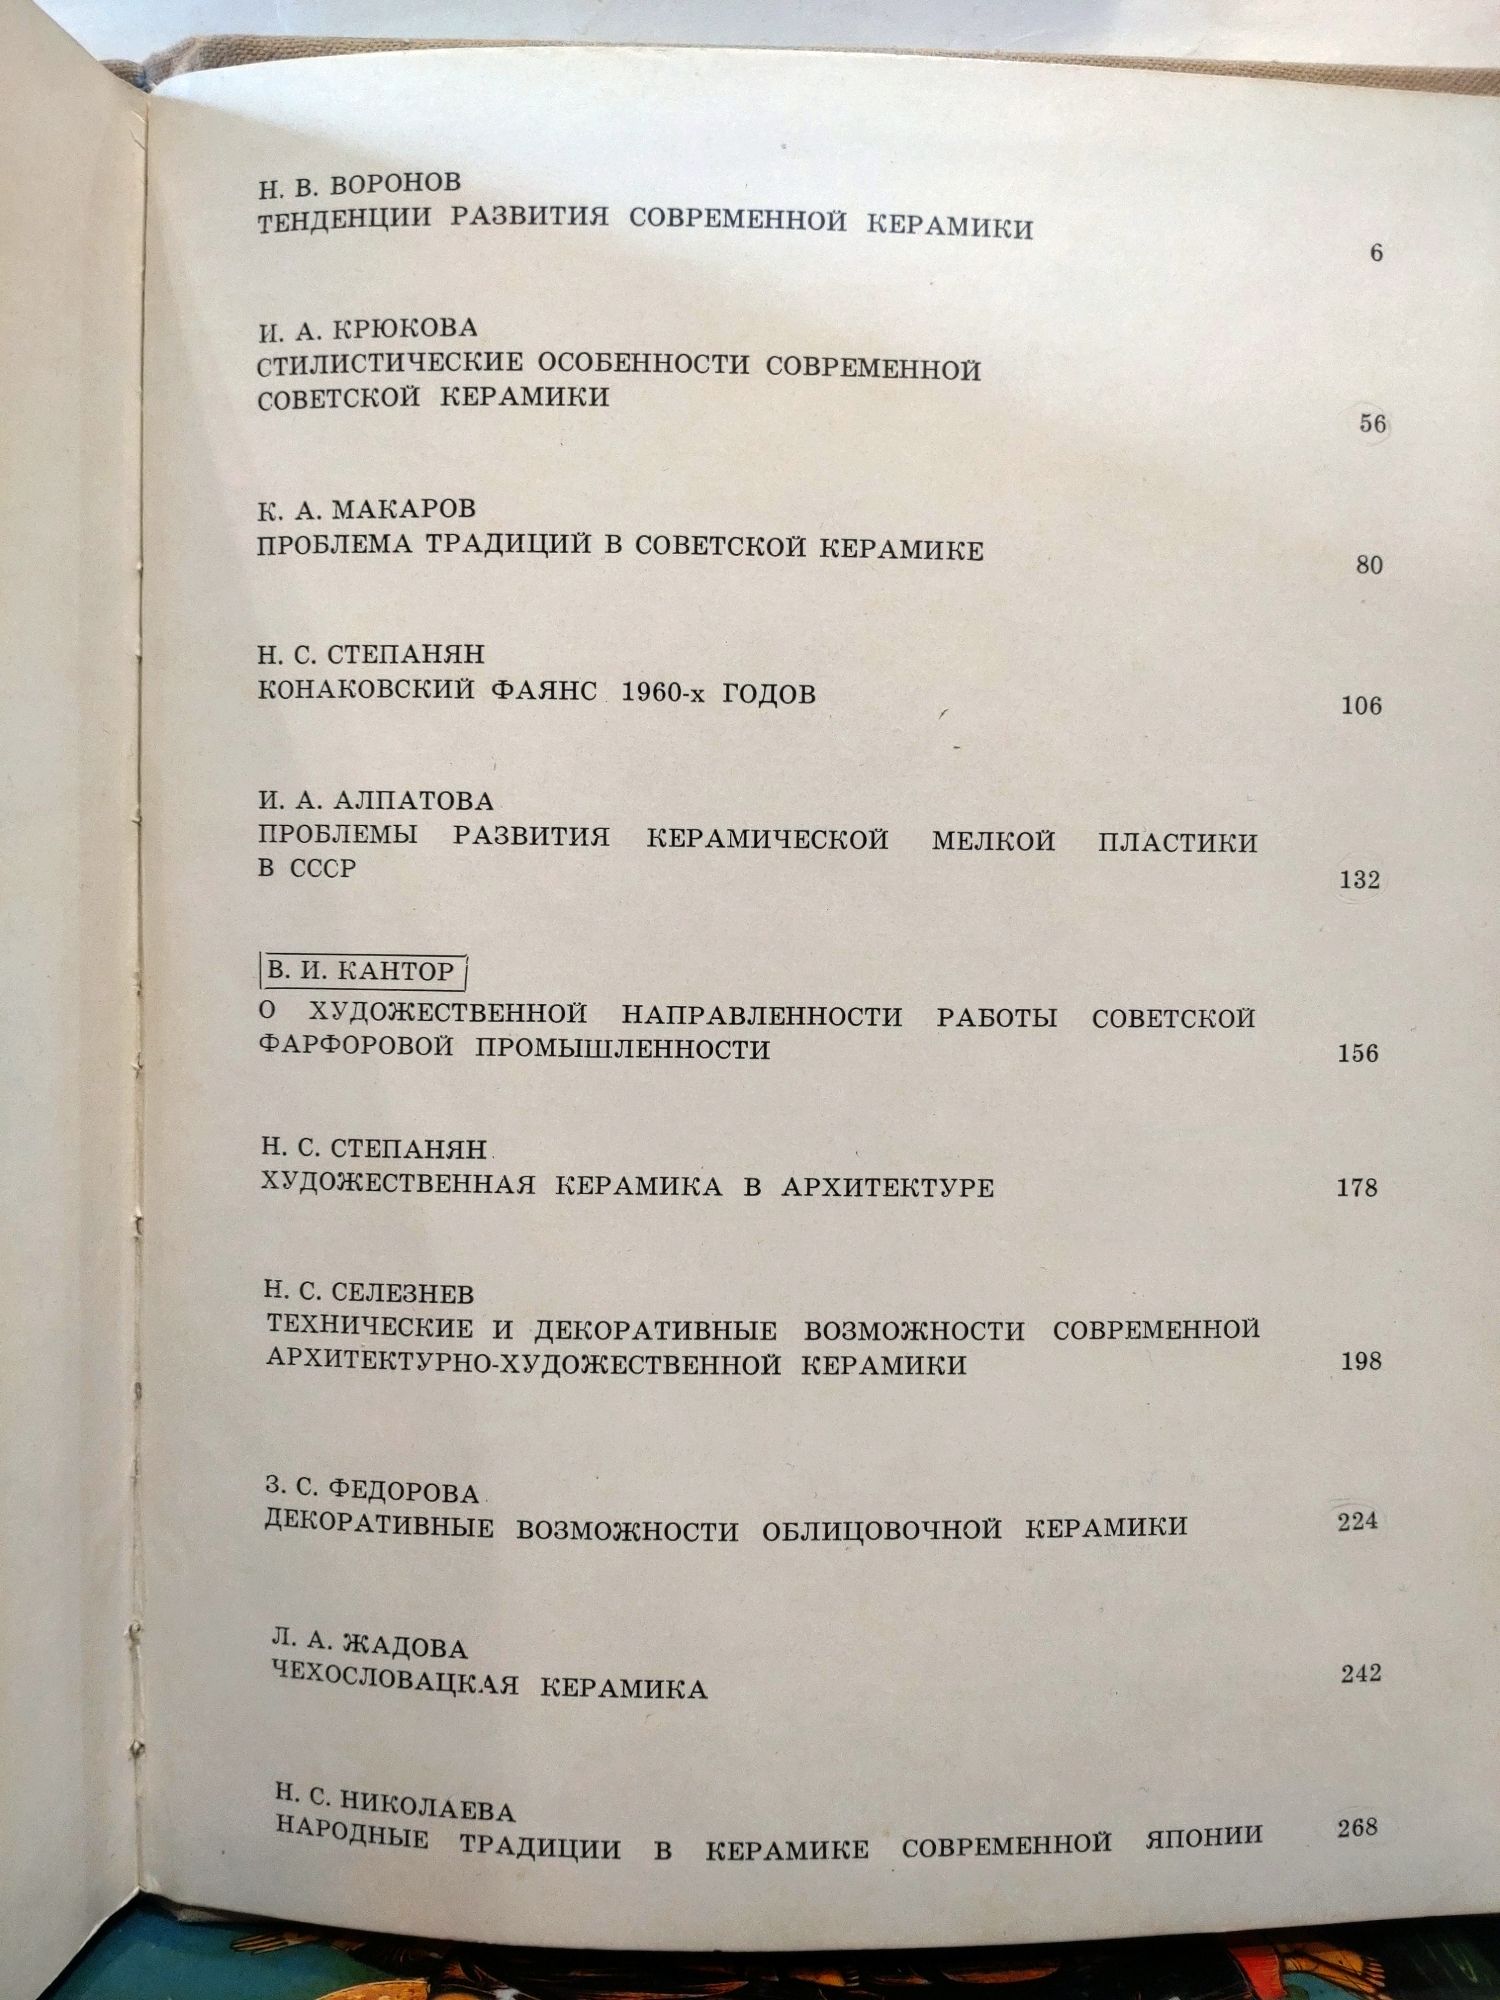 Н. В. ВОРОНОВ
ТЕНДЕНЦИИ РАЗВИТИЯ СОВРЕМЕННОЙ КЕРАМИКИ
6
И. А. КРЮКОВА
СТИЛИСТИЧЕСКИЕ ОСОБЕННОСТИ СОВРЕМЕННОЙ
СОВЕТСКОЙ КЕРАМИКИ
56
К. А. МАКАРОВ
ПРОБЛЕМА ТРАДИЦИЙ В СОВЕТСКОЙ КЕРАМИКЕ
80
Н. С. СТЕПАНЯН
КОНАКОВСКИЙ ФАЯНС 1960-х ГОДОВ
106
И. А. АЛПАТОВА
ПРОБЛЕМЫ РАЗВИТИЯ КЕРАМИЧЕСКОЙ МЕЛКОЙ ПЛАСТИКИ
В СССР
132
В. И. КАНТОР
О ХУДОЖЕСТВЕННОЙ НАПРАВЛЕННОСТИ РАБОТЫ СОВЕТСКОЙ
ФАРФОРОВОЙ ПРОМЫШЛЕННОСТИ
156
Н. С. СТЕПАНЯН
ХУДОЖЕСТВЕННАЯ КЕРАМИКА В АРХИТЕКТУРЕ
178
Н. С. СЕЛЕЗНЕВ
ТЕХНИЧЕСКИЕ И ДЕКОРАТИВНЫЕ ВОЗМОЖНОСТИ СОВРЕМЕННОЙ
АРХИТЕКТУРНО-ХУДОЖЕСТВЕННОЙ КЕРАМИКИ
198
З. С. ФЕДОРОВА
ДЕКОРАТИВНЫЕ ВОЗМОЖНОСТИ ОБЛИЦОВОЧНОЙ КЕРАМИКИ
224
Л. А. ЖАДОВА
ЧЕХОСЛОВАЦКАЯ КЕРАМИКА
242
Н. С. НИКОЛАЕВА
НАРОДНЫЕ ТРАДИЦИИ В КЕРАМИКЕ СОВРЕМЕННОЙ ЯПОНИИ
268